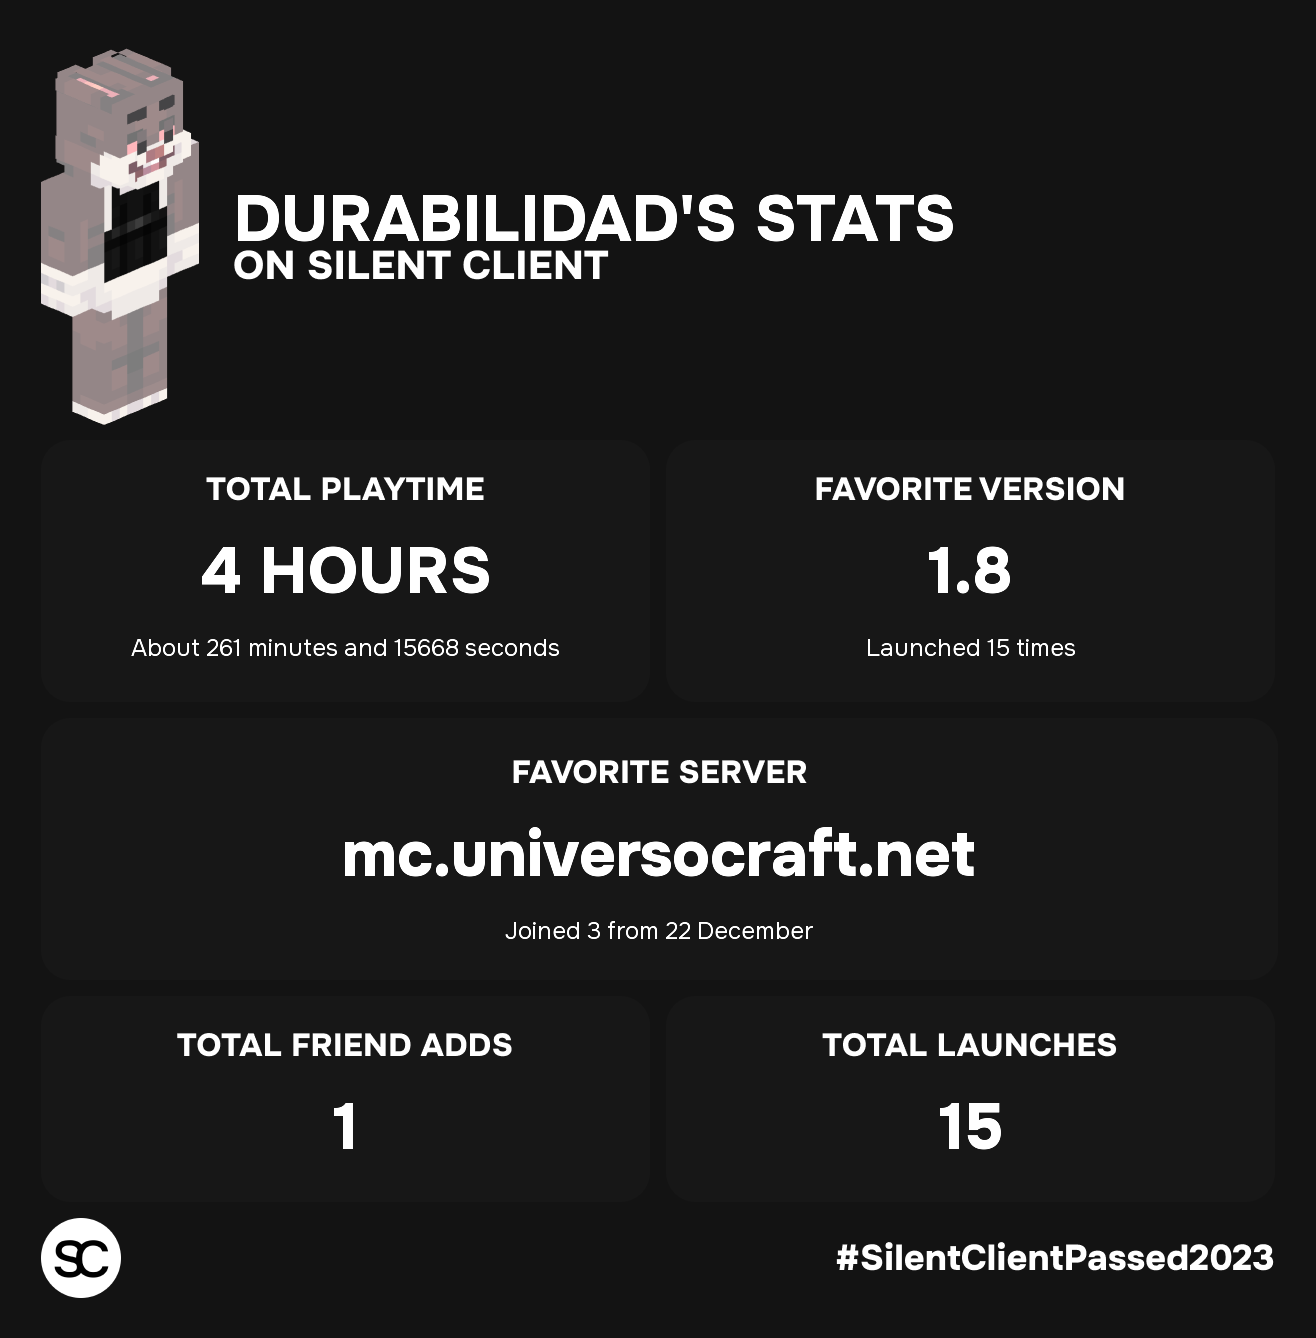 DURABILIDAD'S STATS
ON SILENT CLIENT
TOTAL PLAYTIME
4 HOURS
About 261 minutes and 15668 seconds
FAVORITE VERSION
1.8
Launched 15 times
FAVORITE SERVER
mc.universocraft.net
Joined 3 from 22 December
TOTAL FRIEND ADDS
1
TOTAL LAUNCHES
15
SC
#SilentClientPassed2023